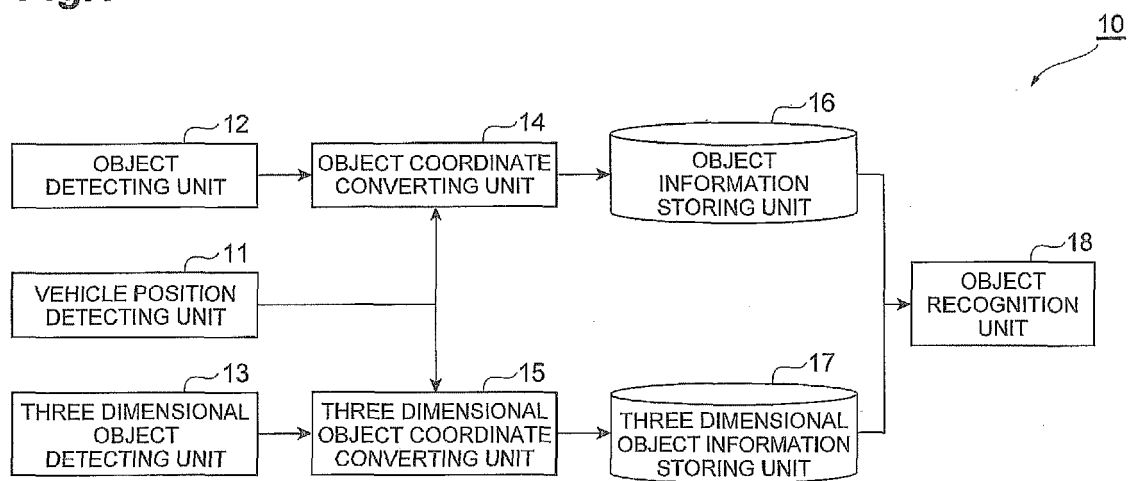 10
12
OBJECT
DETECTING UNIT
14
OBJECT COORDINATE
CONVERTING UNIT
16
OBJECT
INFORMATION
STORING UNIT
11
VEHICLE POSITION
DETECTING UNIT
18
OBJECT
RECOGNITION
UNIT
13
THREE DIMENSIONAL
OBJECT
DETECTING UNIT
15
THREE DIMENSIONAL
OBJECT COORDINATE
CONVERTING UNIT
17
THREE DIMENSIONAL
OBJECT INFORMATION
STORING UNIT